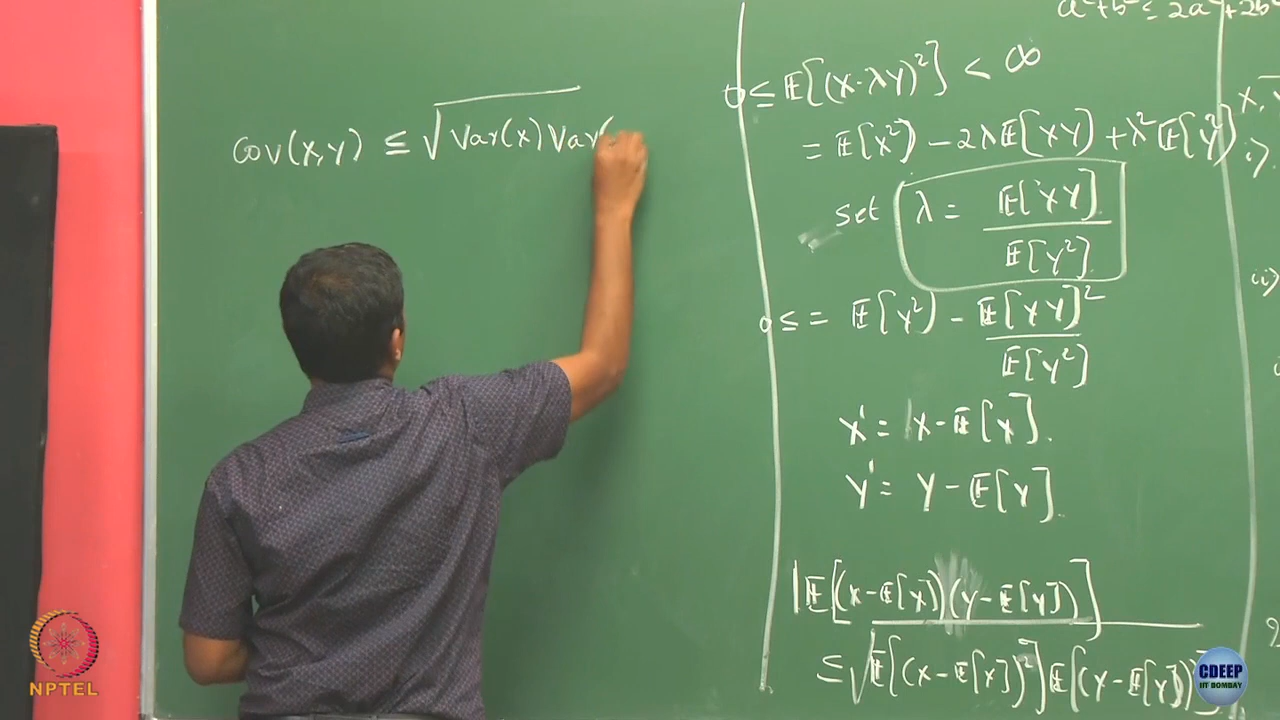 Cov(X,Y) ≤ √Var(X)Var(
a²+b² ≤ 2a²+2b²
0 ≤ E[(X-λY)²] < ∞
= E[X²) - 2λE[XY) + λ²E[Y²)
set λ = E[XY] / E[Y²]
0 ≤ = E[Y²) - E[XY]² / E[Y²]
X' = X-E[X].
Y' = Y-E[Y].
|E[(X-E[X])(Y-E[Y])]
≤ √E[(X-E[X])²]E[(Y-E[Y])²]
X,
i).
ii)
NPTEL
CDEEP
IIT BOMBAY